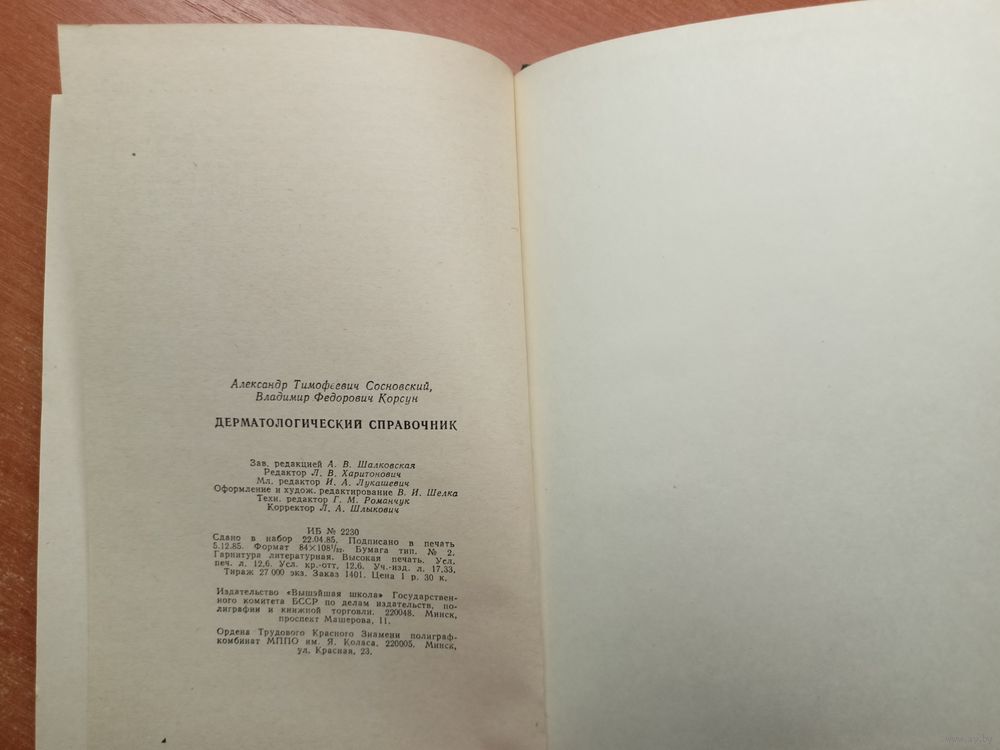 Александр Тимофеевич Сосновский,
Владимир Федорович Корсун
ДЕРМАТОЛОГИЧЕСКИЙ СПРАВОЧНИК
Зав. редакцией А. В. Шалковская
Редактор Л. В. Харитонович
Мл. редактор И. А. Лукашевич
Оформление и худож. редактирование В. И. Шелка
Техн. редактор Г. М. Романчук
Корректор Л. А. Шлыкович
ИБ № 2230
Сдано в набор 22.04.85. Подписано в печать
5.12.85. Формат 84×108¹/₃₂. Бумага тип. № 2.
Гарнитура литературная. Высокая печать. Усл.
печ. л. 12,6. Усл. кр.-отт. 12,6. Уч.-изд. л. 17,33.
Тираж 27 000 экз. Заказ 1401. Цена 1 р. 30 к.
Издательство «Вышэйшая школа» Государствен-
ного комитета БССР по делам издательств, по-
лиграфии и книжной торговли. 220048. Минск,
проспект Машерова, 11.
Ордена Трудового Красного Знамени полиграф-
комбинат МППО им. Я. Коласа. 220005. Минск,
ул. Красная, 23.